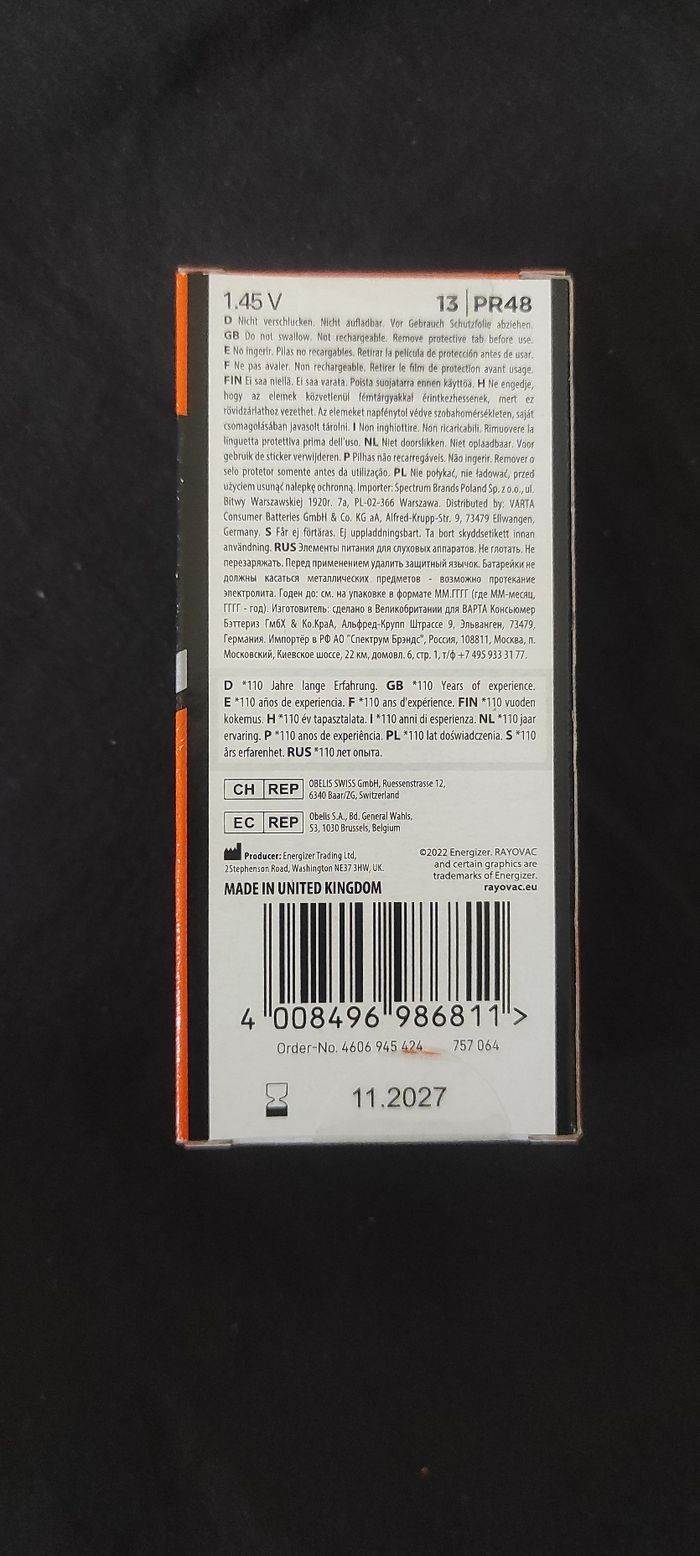 1.45 V 13 | PR48
D Nicht verschlucken. Nicht aufladbar. Vor Gebrauch Schutzfolie abziehen.
GB Do not swallow. Not rechargeable. Remove protective tab before use.
E No ingerir. Pilas no recargables. Retirar la película de protección antes de usar.
F Ne pas avaler. Non rechargeable. Retirer le film de protection avant usage.
FIN Ei saa niellä. Ei saa varata. Poista suojatarra ennen käyttöä. H Ne engedje,
hogy az elemek közvetlenül fémtárgyakkal érintkezhessenek, mert ez
rövidzárlathoz vezethet. Az elemeket napfénytol védve szobahomérsékleten, saját
csomagolásában javasolt tárolni. I Non inghiottire. Non ricaricabili. Rimuovere la
linguetta protettiva prima dell'uso. NL Niet doorslikken. Niet oplaadbaar. Voor
gebruik de sticker verwijderen. P Pilhas não recarregáveis. Não ingerir. Remover o
selo protetor somente antes da utilização. PL Nie połykać, nie ładować, przed
użyciem usunąć nalepkę ochronną. Importer: Spectrum Brands Poland Sp. z o.o., ul.
Bitwy Warszawskiej 1920r. 7a, PL-02-366 Warszawa. Distributed by: VARTA
Consumer Batteries GmbH & Co. KG aA, Alfred-Krupp-Str. 9, 73479 Ellwangen,
Germany. S Får ej förtäras. Ej uppladdningsbart. Ta bort skyddsetikett innan
användning. RUS Элементы питания для слуховых аппаратов. Не глотать. Не
перезаряжать. Перед применением удалить защитный язычок. Батарейки не
должны касаться металлических предметов - возможно протекание
электролита. Годен до: см. на упаковке в формате ММ.ГГГГ (где ММ-месяц,
ГГГГ - год). Изготовитель: сделано в Великобритании для ВАРТА Консьюмер
Бэттериз ГмбХ & Ко.КраА, Альфред-Крупп Штрассе 9, Эльванген, 73479,
Германия. Импортёр в РФ АО "Спектрум Брэндс", Россия, 108811, Москва, п.
Московский, Киевское шоссе, 22 км, домовл. 6, стр. 1, т/ф +7 495 933 31 77.
D *110 Jahre lange Erfahrung. GB *110 Years of experience.
E *110 años de experiencia. F *110 ans d'expérience. FIN *110 vuoden
kokemus. H *110 év tapasztalata. I *110 anni di esperienza. NL *110 jaar
ervaring. P *110 anos de experiência. PL *110 lat doświadczenia. S *110
års erfarenhet. RUS *110 лет опыта.
CH REP OBELIS SWISS GmbH, Ruessenstrasse 12,
6340 Baar/ZG, Switzerland
EC REP Obelis S.A., Bd. General Wahis,
53, 1030 Brussels, Belgium
Producer: Energizer Trading Ltd,
2Stephenson Road, Washington NE37 3HW, UK.
MADE IN UNITED KINGDOM
©2022 Energizer. RAYOVAC
and certain graphics are
trademarks of Energizer.
rayovac.eu
4 008496 986811 >
Order-No. 4606 945 424 757 064
11.2027